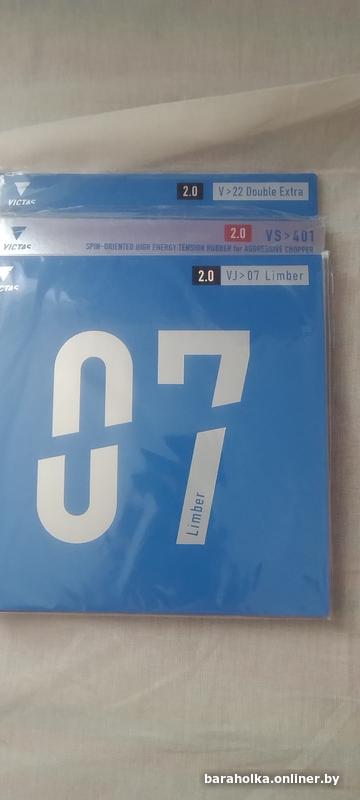 2.0 V>22 Double Extra
VICTAS
2.0 VS>401
VICTAS
SPIN-ORIENTED HIGH ENERGY TENSION RUBBER for AGGRESSIVE CHOPPER
2.0 VJ>07 Limber
CTAS
07
Limber
baraholka.onliner.by